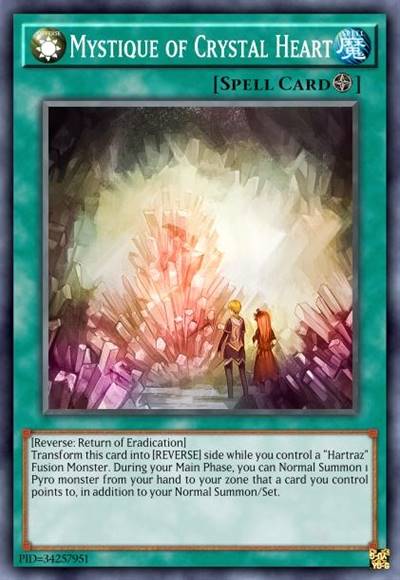 REVERSE
MYSTIQUE OF CRYSTAL HEART
SPELL
魔
[SPELL CARD]
[Reverse: Return of Eradication]
Transform this card into [REVERSE] side while you control a "Hartraz"
Fusion Monster. During your Main Phase, you can Normal Summon 1
Pyro monster from your hand to your zone that a card you control
points to, in addition to your Normal Summon/Set.
PID=34257951